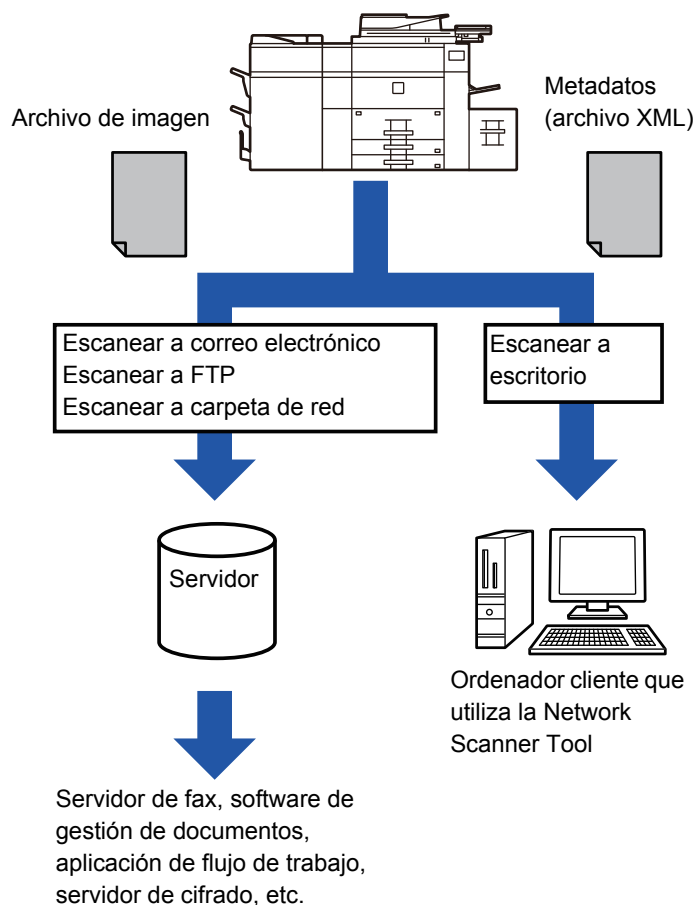 Archivo de imagen
Metadatos
(archivo XML)
Escanear a correo electrónico
Escanear a FTP
Escanear a carpeta de red
Escanear a
escritorio
Servidor
Ordenador cliente que
utiliza la Network
Scanner Tool
Servidor de fax, software de
gestión de documentos,
aplicación de flujo de trabajo,
servidor de cifrado, etc.